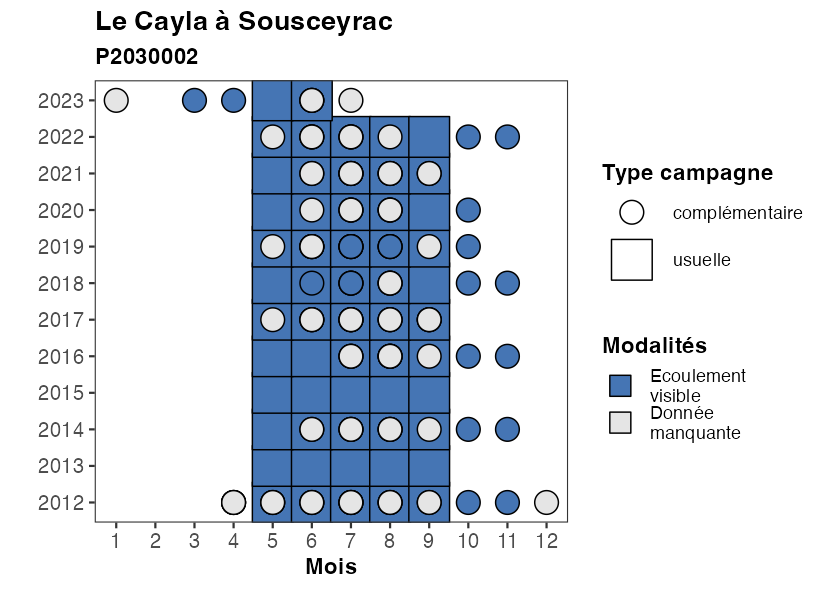 Le Cayla à Sousceyrac
P2030002
2023
2022
2021
2020
2019
2018
2017
2016
2015
2014
2013
2012
1 2 3 4 5 6 7 8 9 10 11 12
Mois
Type campagne
complémentaire
usuelle
Modalités
Ecoulement
visible
Donnée
manquante